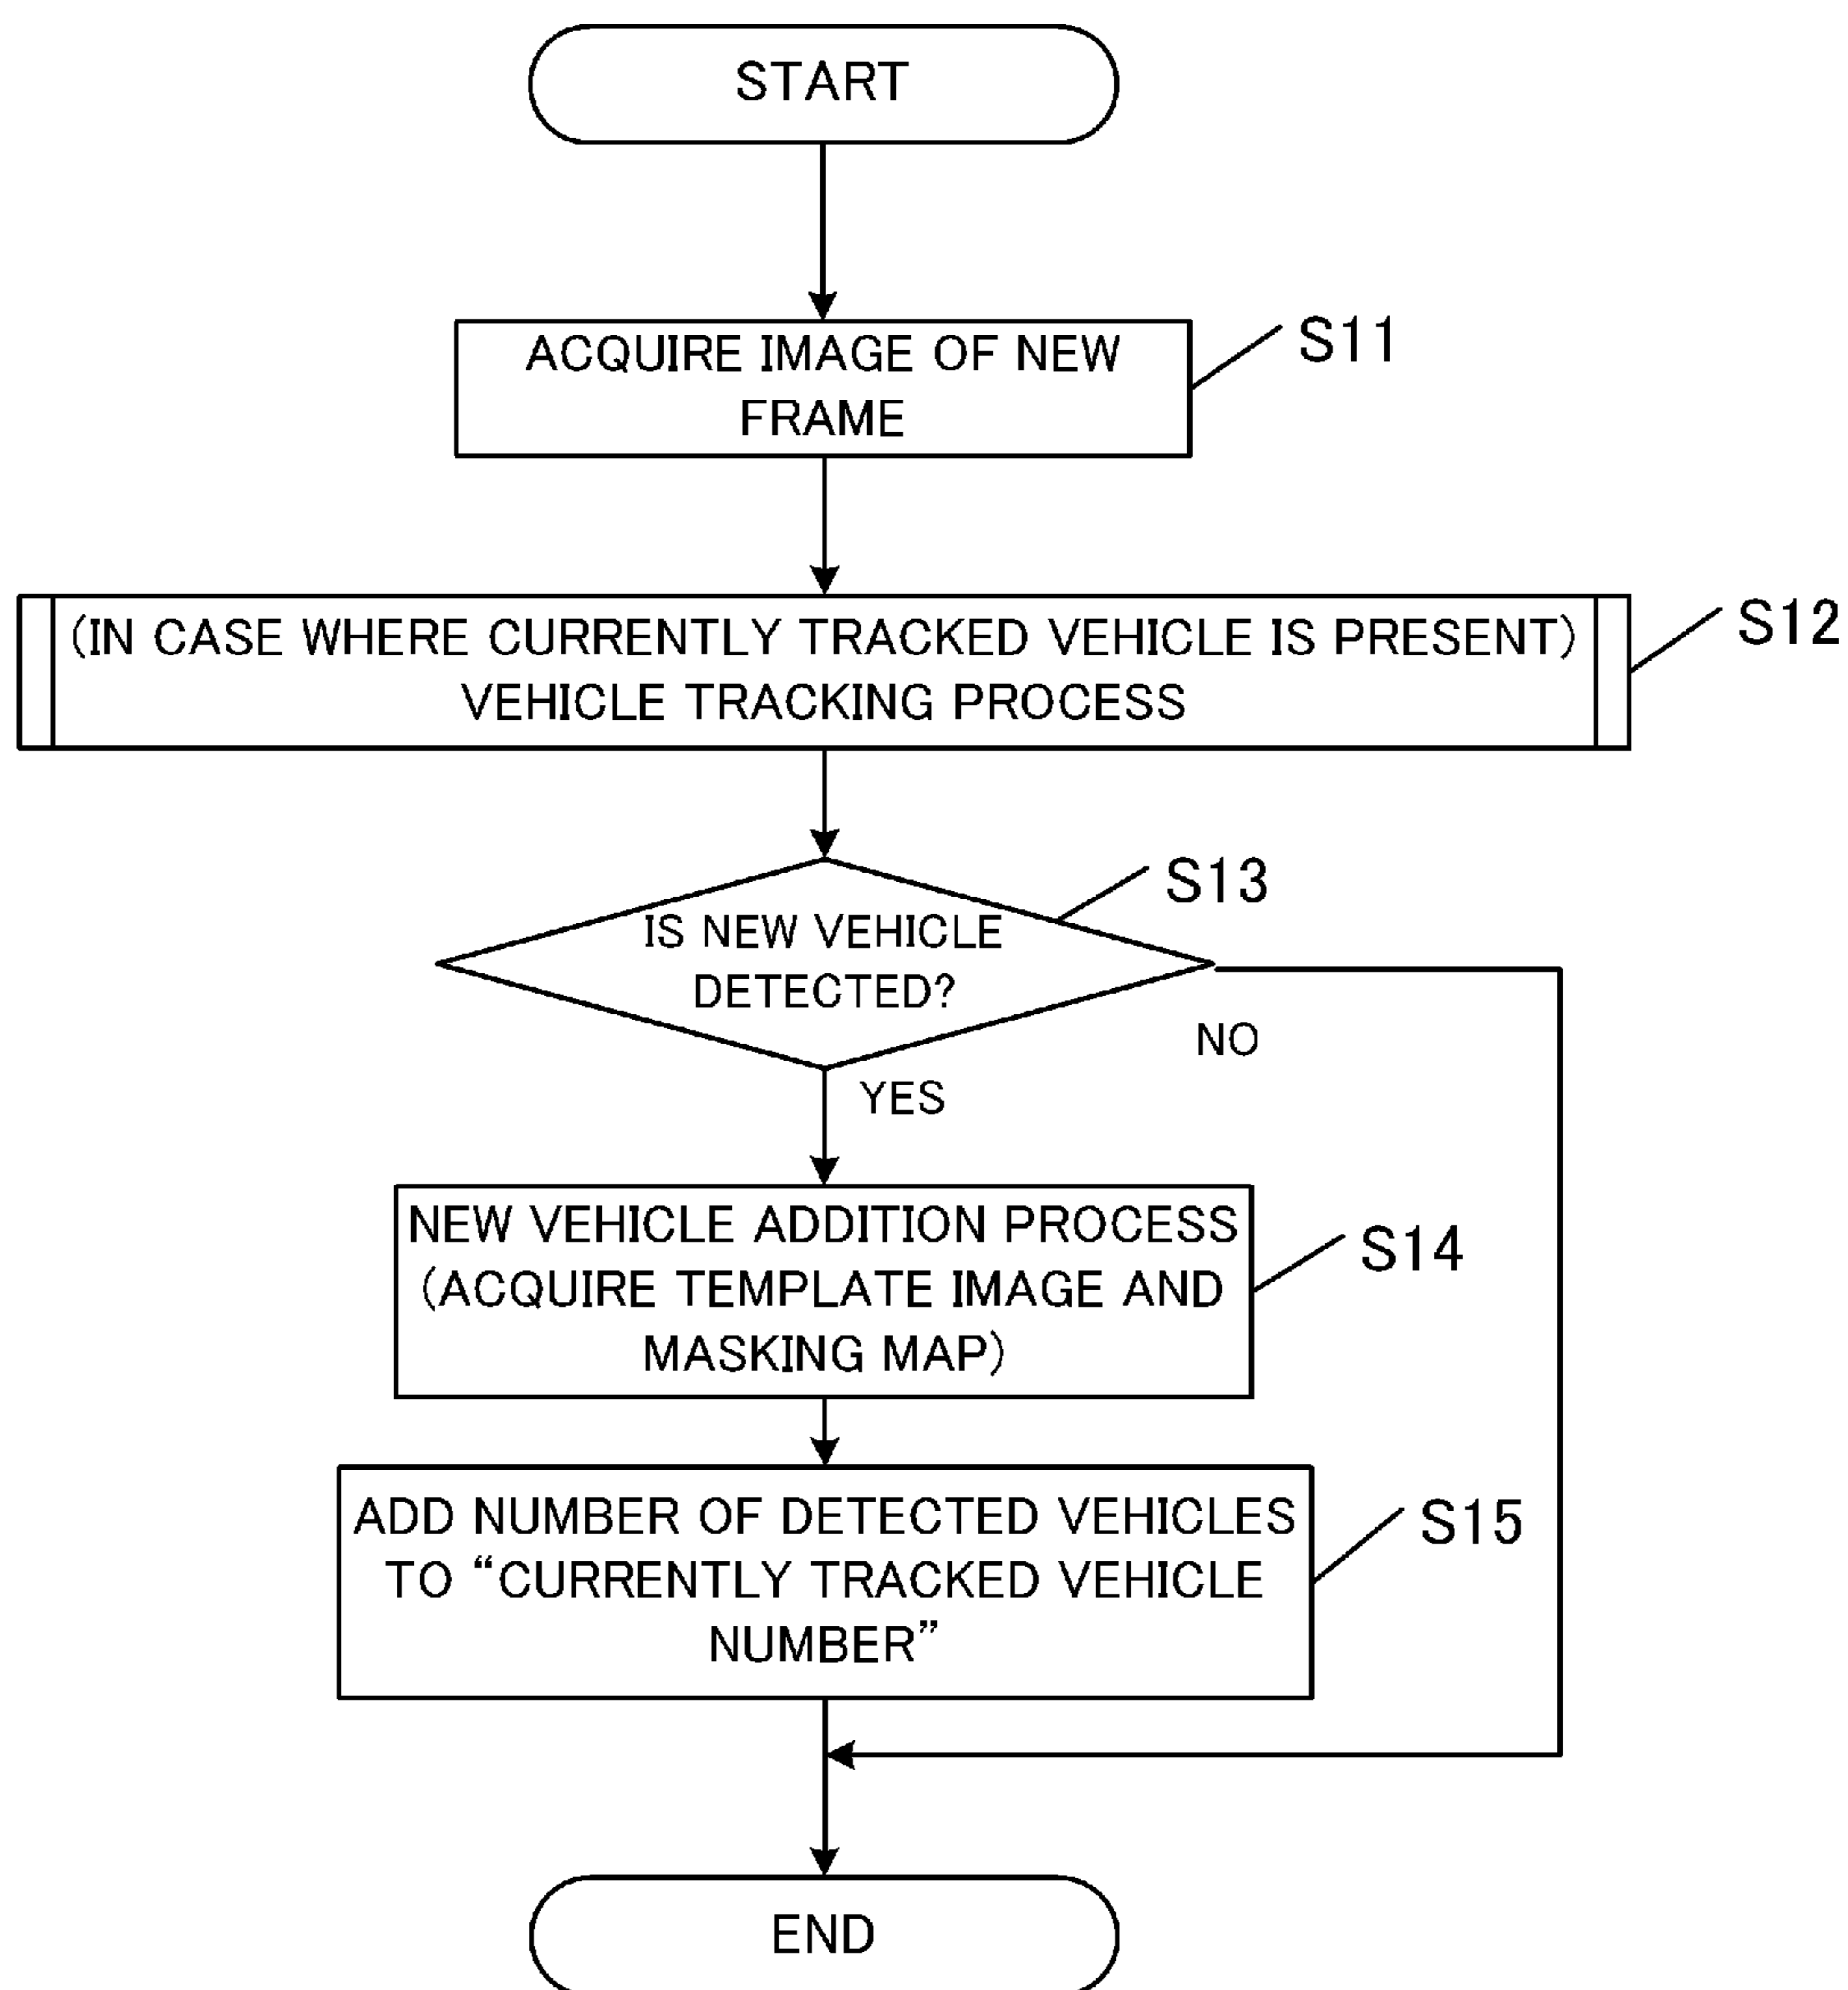 START
ACQUIRE IMAGE OF NEW
FRAME
S11
(IN CASE WHERE CURRENTLY TRACKED VEHICLE IS PRESENT)
VEHICLE TRACKING PROCESS
S12
IS NEW VEHICLE
DETECTED?
S13
NO
YES
NEW VEHICLE ADDITION PROCESS
(ACQUIRE TEMPLATE IMAGE AND
MASKING MAP)
S14
ADD NUMBER OF DETECTED VEHICLES
TO “CURRENTLY TRACKED VEHICLE
NUMBER”
S15
END